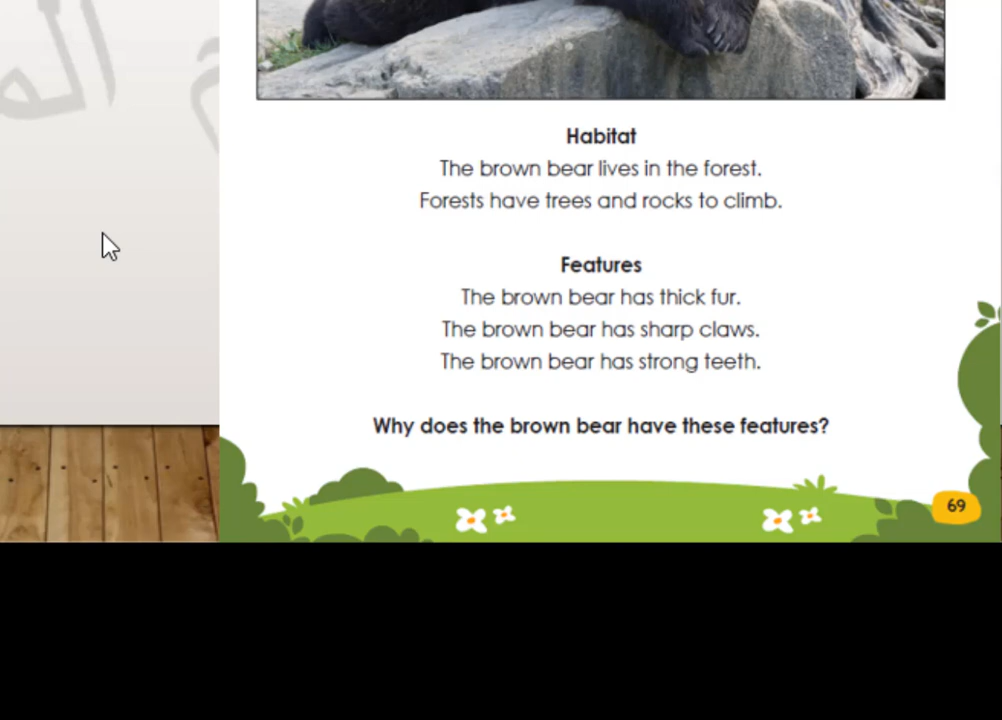 Habitat
The brown bear lives in the forest.
Forests have trees and rocks to climb.
Features
The brown bear has thick fur.
The brown bear has sharp claws.
The brown bear has strong teeth.
Why does the brown bear have these features?
69